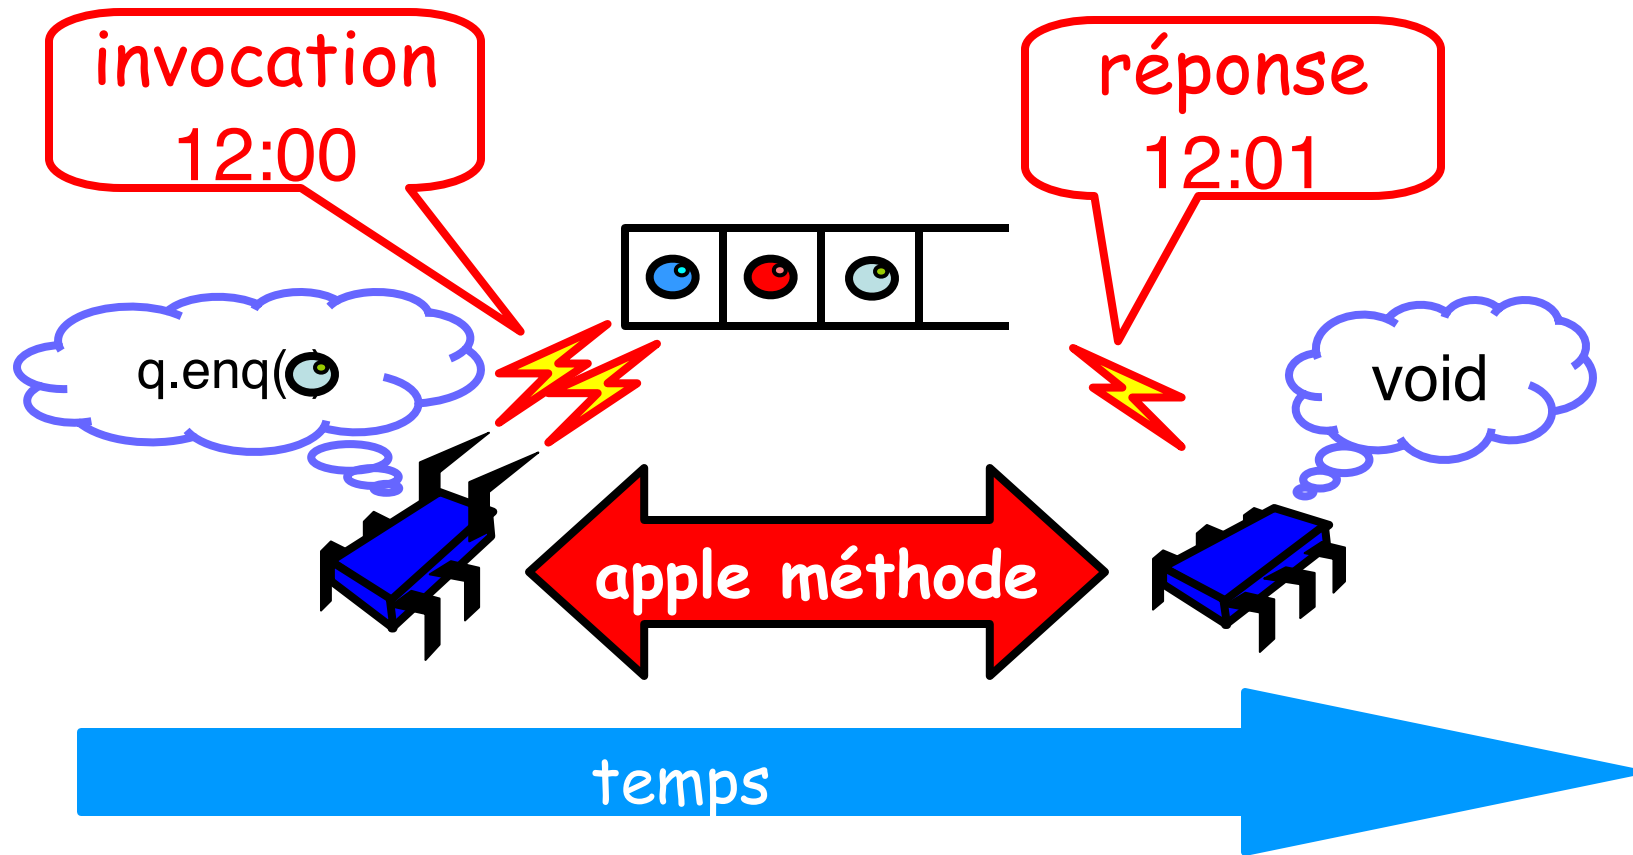 invocation
12:00
réponse
12:01
q.enq( )
void
apple méthode
temps